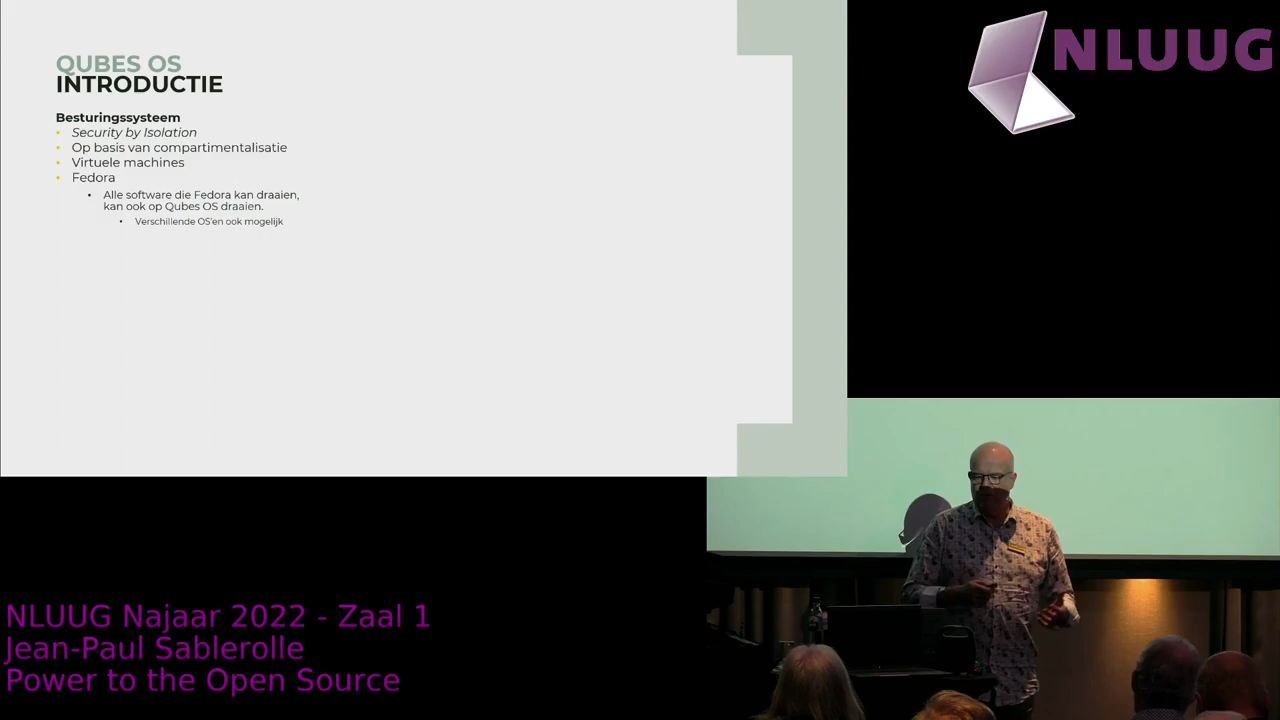 QUBES OS
INTRODUCTIE
Besturingssysteem
• Security by Isolation
• Op basis van compartimentalisatie
• Virtuele machines
• Fedora
• Alle software die Fedora kan draaien,
kan ook op Qubes OS draaien.
• Verschillende OS'en ook mogelijk
NLUUG
NLUUG Najaar 2022 - Zaal 1
Jean-Paul Sablerolle
Power to the Open Source